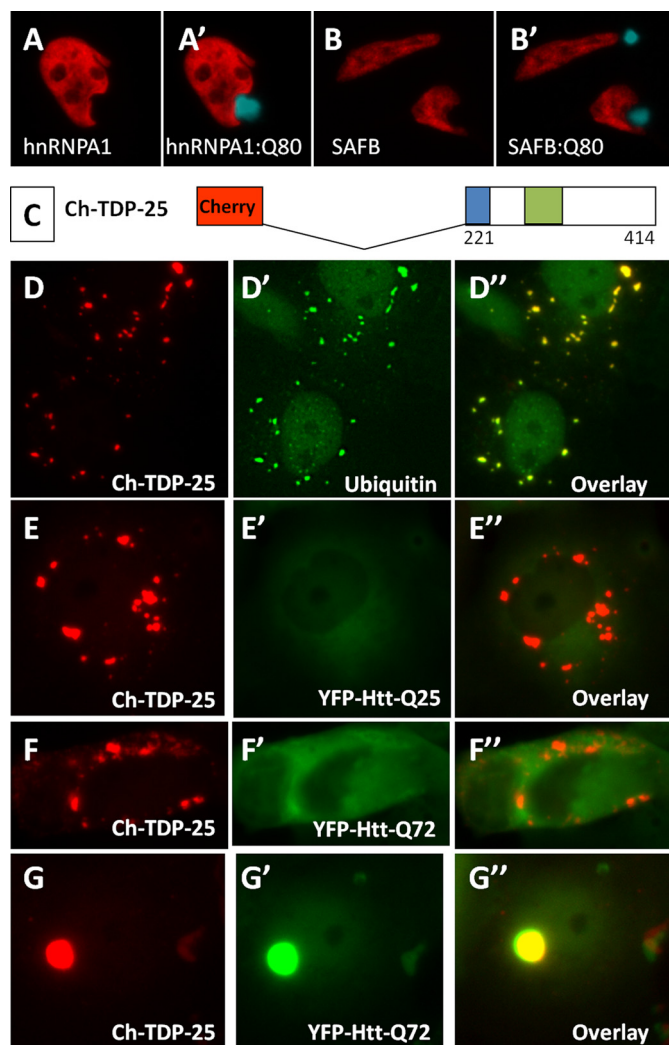 A A' B B'
hnRNPA1 hnRNPA1:Q80 SAFB SAFB:Q80
C Ch-TDP-25 Cherry
221 414
D D' D''
Ch-TDP-25 Ubiquitin Overlay
E E' E''
Ch-TDP-25 YFP-Htt-Q25 Overlay
F F' F''
Ch-TDP-25 YFP-Htt-Q72 Overlay
G G' G''
Ch-TDP-25 YFP-Htt-Q72 Overlay